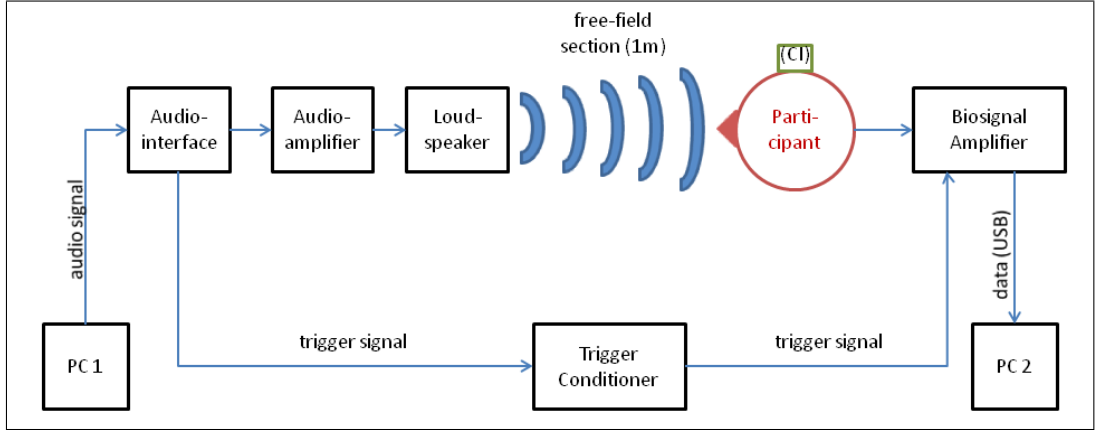 free-field
section (1m)
(CI)
Audio-
interface
Audio-
amplifier
Loud-
speaker
Parti-
cipant
Biosignal
Amplifier
audio signal
data (USB)
PC 1
trigger signal
Trigger
Conditioner
trigger signal
PC 2